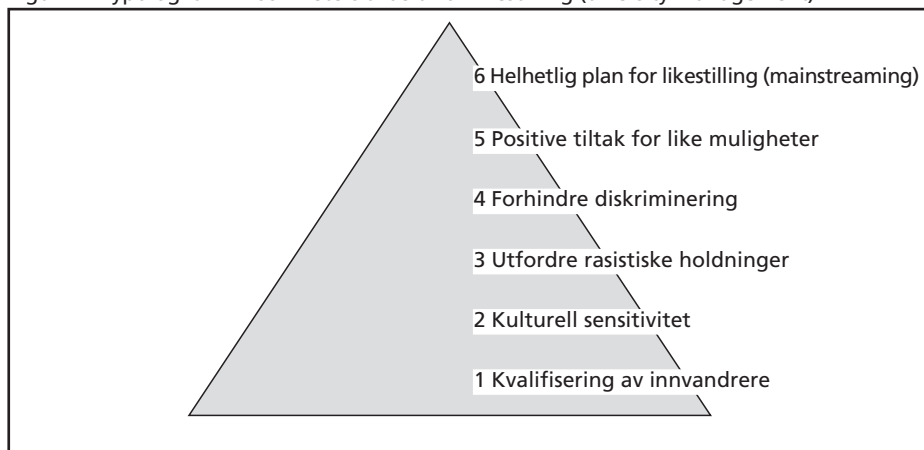 6 Helhetlig plan for likestilling (mainstreaming)
5 Positive tiltak for like muligheter
4 Forhindre diskriminering
3 Utfordre rasistiske holdninger
2 Kulturell sensitivitet
1 Kvalifisering av innvandrere